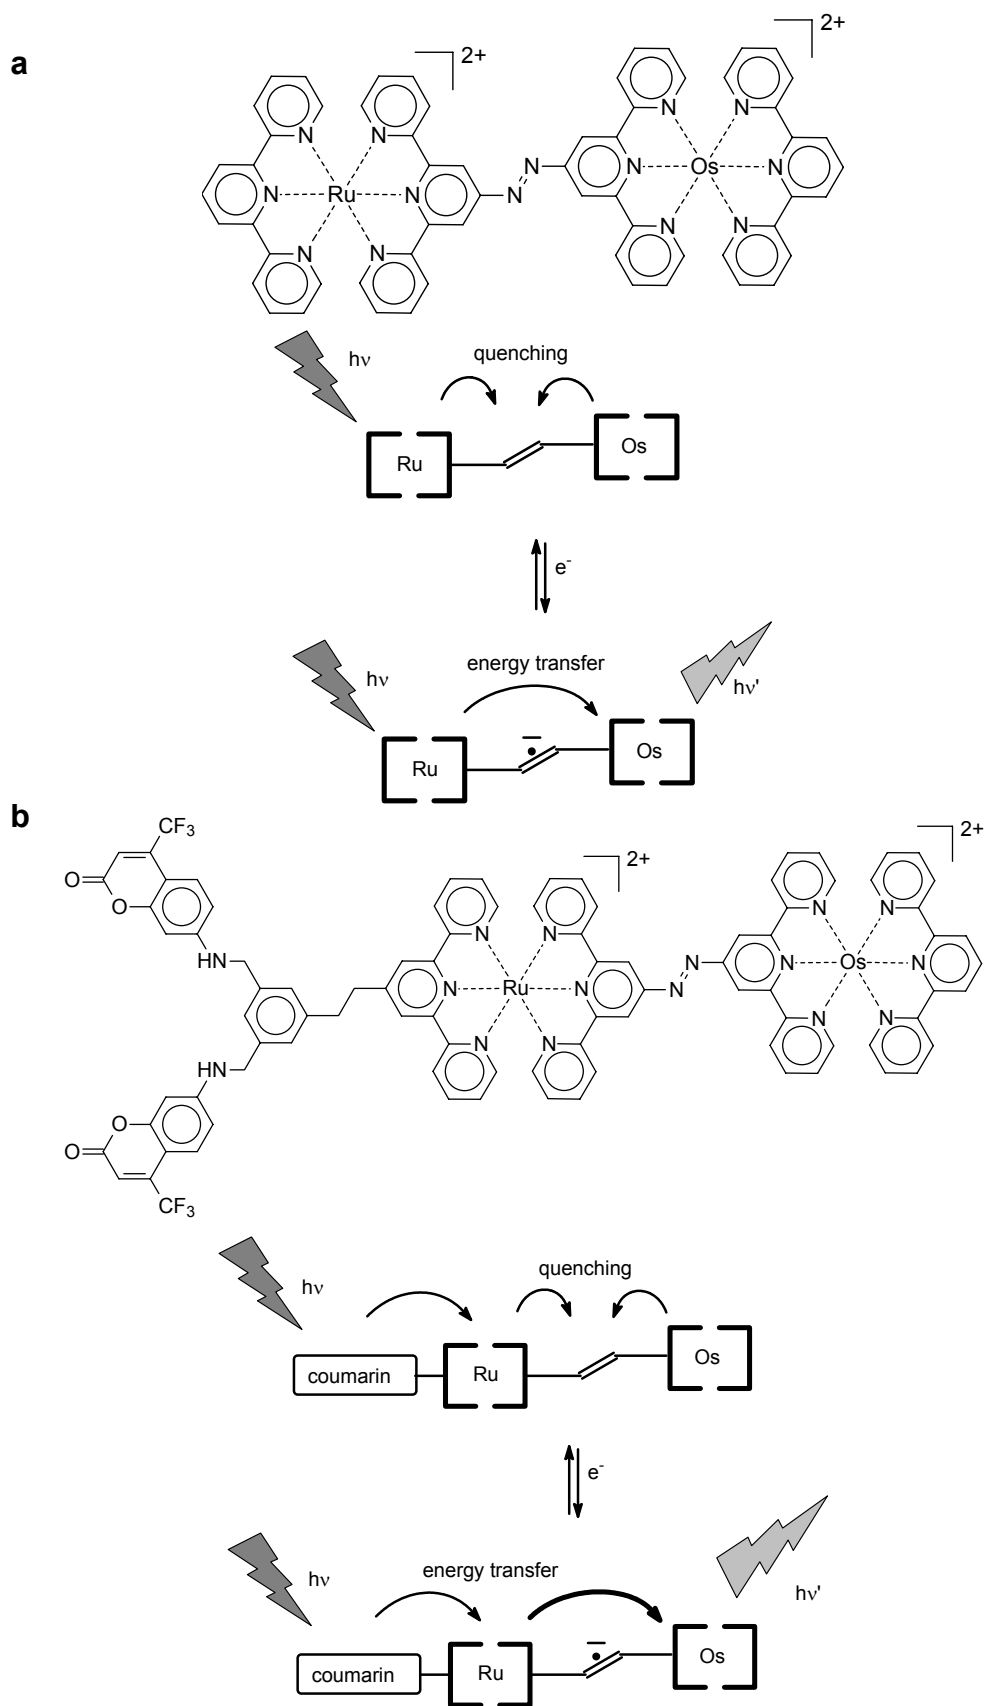 a
2+
2+
N
N
N
N
N
Ru
N
N
N
N
N
N
N
Os
N
N
N
hν
quenching
Ru
Os
e-
hν
energy transfer
hν'
Ru
Os
b
CF3
O
O
HN
2+
2+
N
N
N
Ru
N
N
N
N
N
N
N
N
Os
N
N
N
HN
O
O
CF3
hν
quenching
coumarin
Ru
Os
e-
hν
energy transfer
hν'
coumarin
Ru
Os